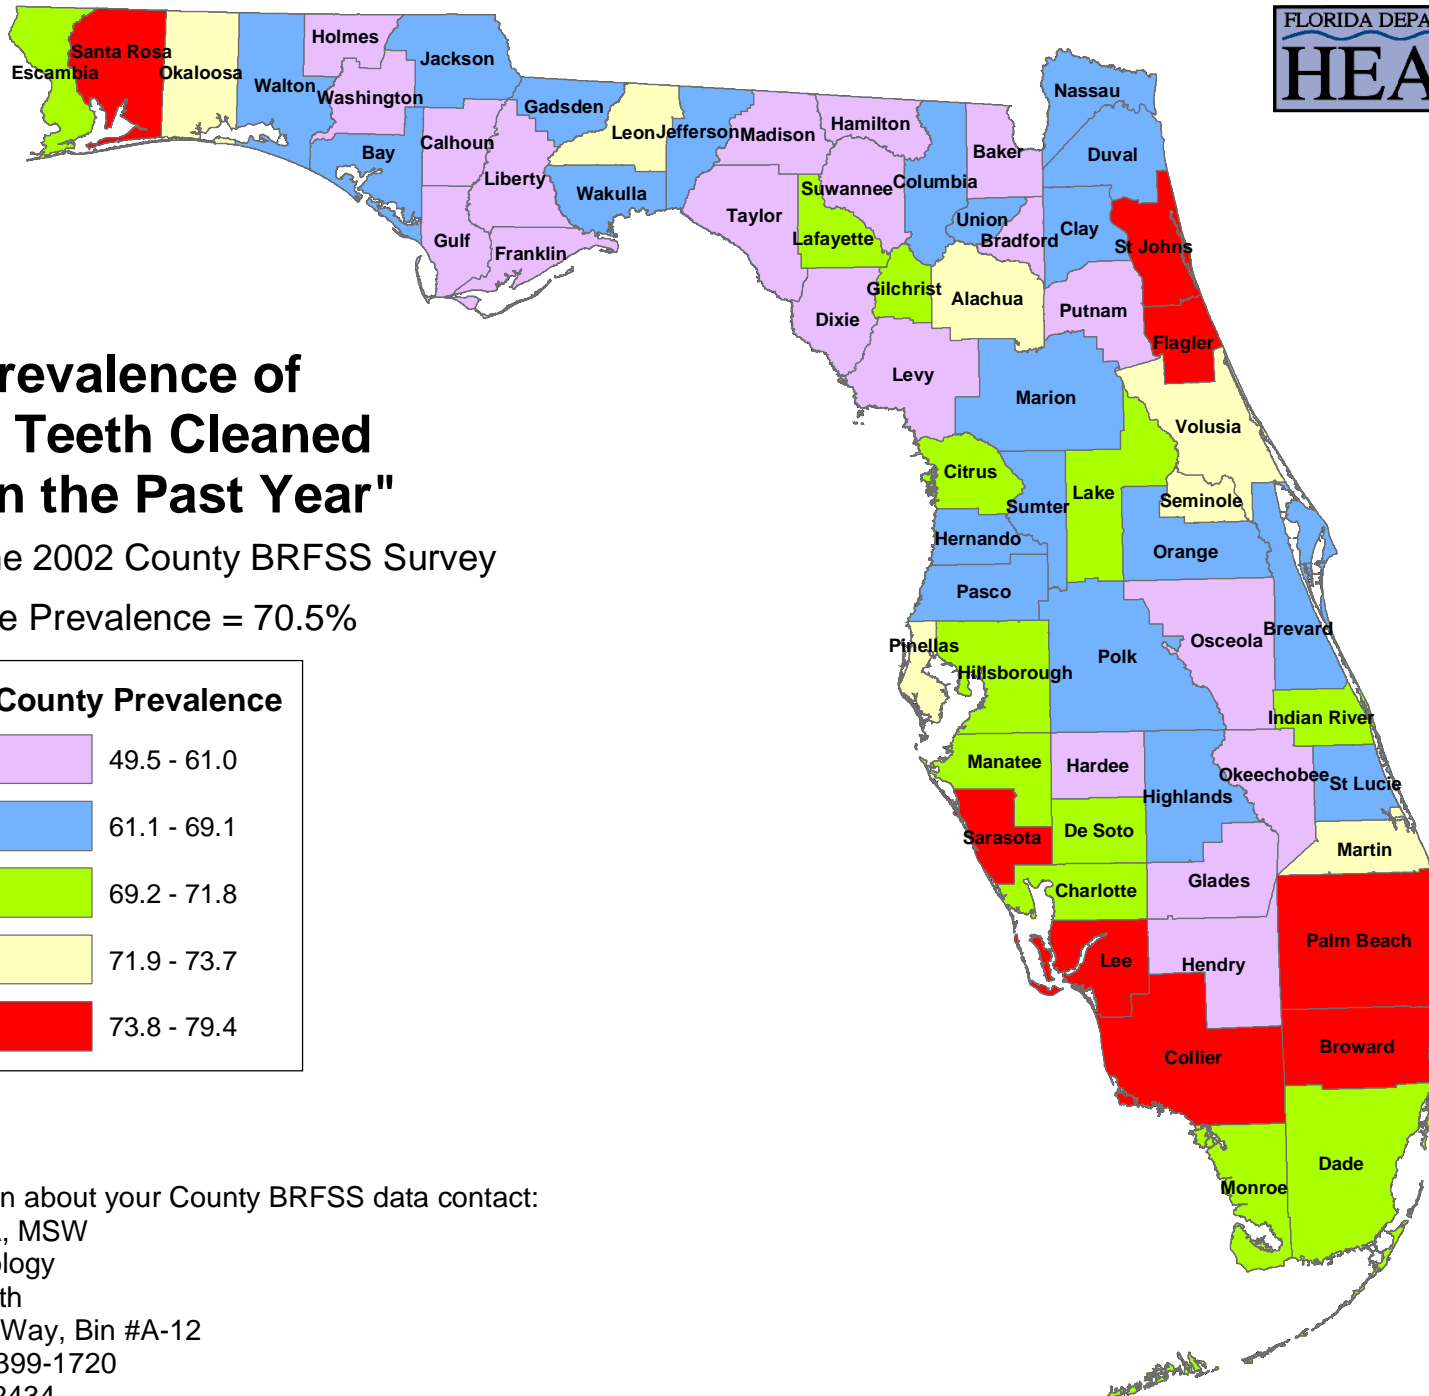 FLORIDA DEPA
HEA
Holmes
Santa Rosa
Jackson
Escambia
Okaloosa
Walton
Washington
Nassau
Gadsden
Leon
Jefferson
Madison
Hamilton
Calhoun
Bay
Baker
Duval
Liberty
Wakulla
Suwannee
Columbia
Taylor
Union
Clay
Gulf
Franklin
Lafayette
Bradford
St Johns
Gilchrist
Alachua
Dixie
Putnam
Flagler
Levy
Marion
Volusia
Citrus
Sumter
Lake
Seminole
Hernando
Orange
Pasco
Pinellas
Hillsborough
Polk
Osceola
Brevard
Indian River
Manatee
Hardee
Highlands
Okeechobee
St Lucie
Sarasota
De Soto
Martin
Charlotte
Glades
Lee
Hendry
Palm Beach
Collier
Broward
Dade
Monroe
revalence of
Teeth Cleaned
n the Past Year"
e 2002 County BRFSS Survey
e Prevalence = 70.5%
County Prevalence
49.5 - 61.0
61.1 - 69.1
69.2 - 71.8
71.9 - 73.7
73.8 - 79.4
n about your County BRFSS data contact:
, MSW
ology
th
Way, Bin #A-12
399-1720
2434